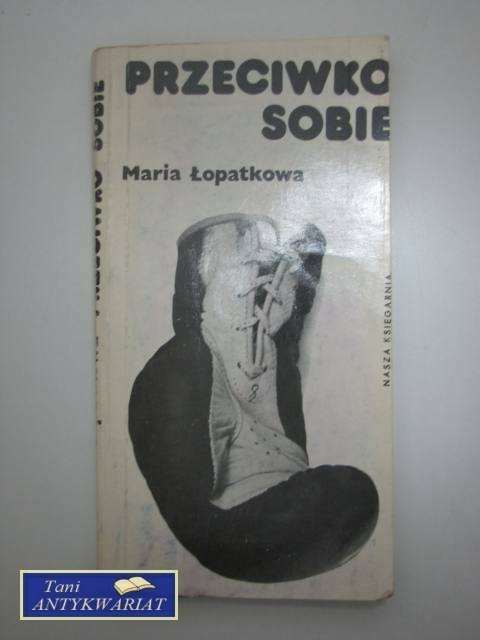 PRZECIWKO
SOBIE
Maria Łopatkowa
NASZA KSIĘGARNIA
SOBIE
Tani
ANTYKWARIAT